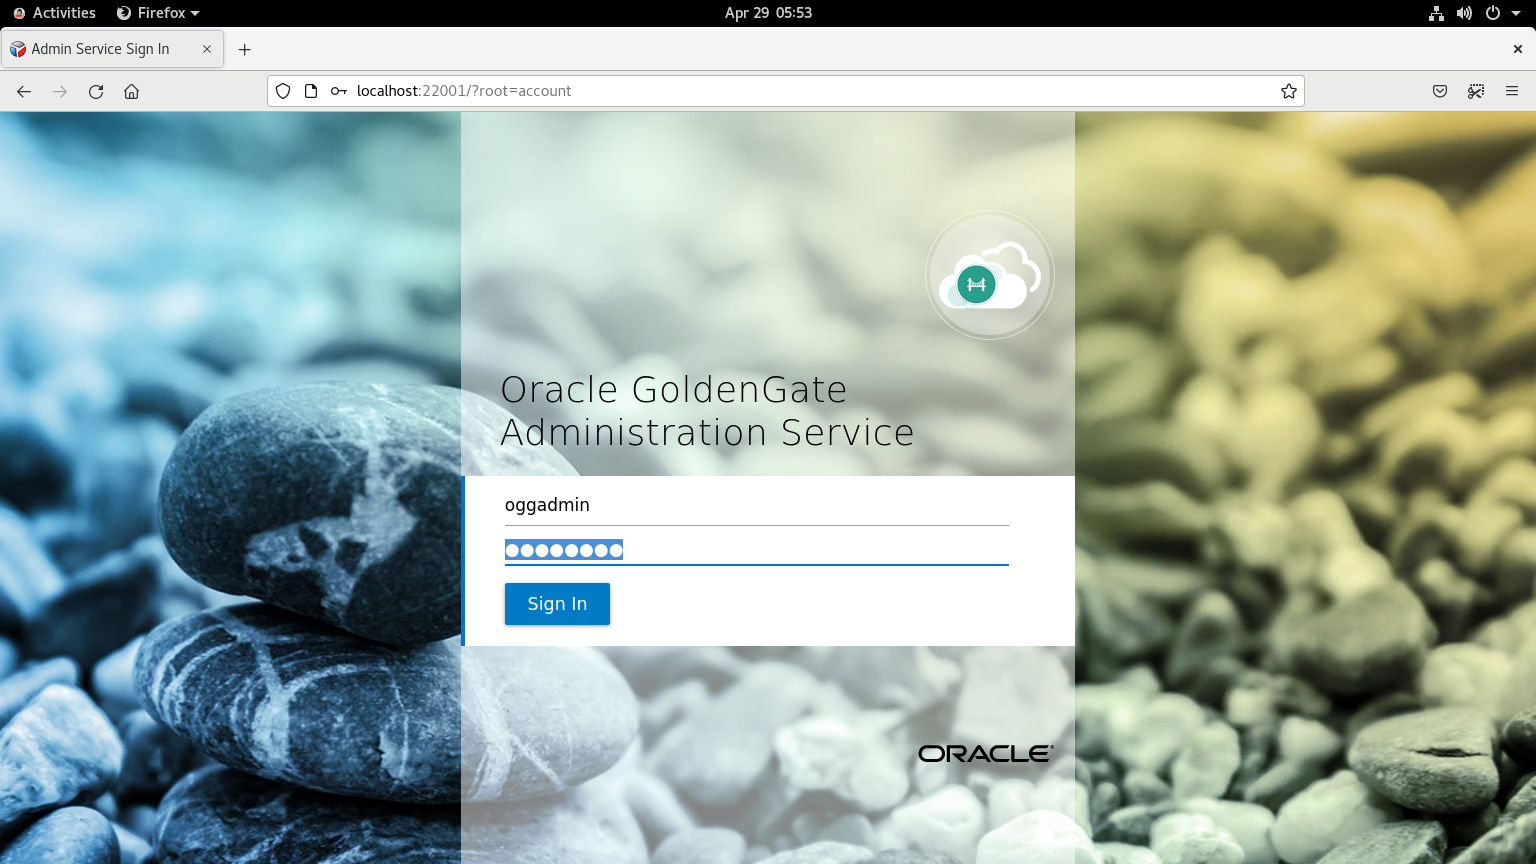 Activities
Firefox
Apr 29 05:53
Admin Service Sign In
localhost:22001/?root=account
Oracle GoldenGate
Administration Service
oggadmin
●●●●●●●●
Sign In
ORACLE®